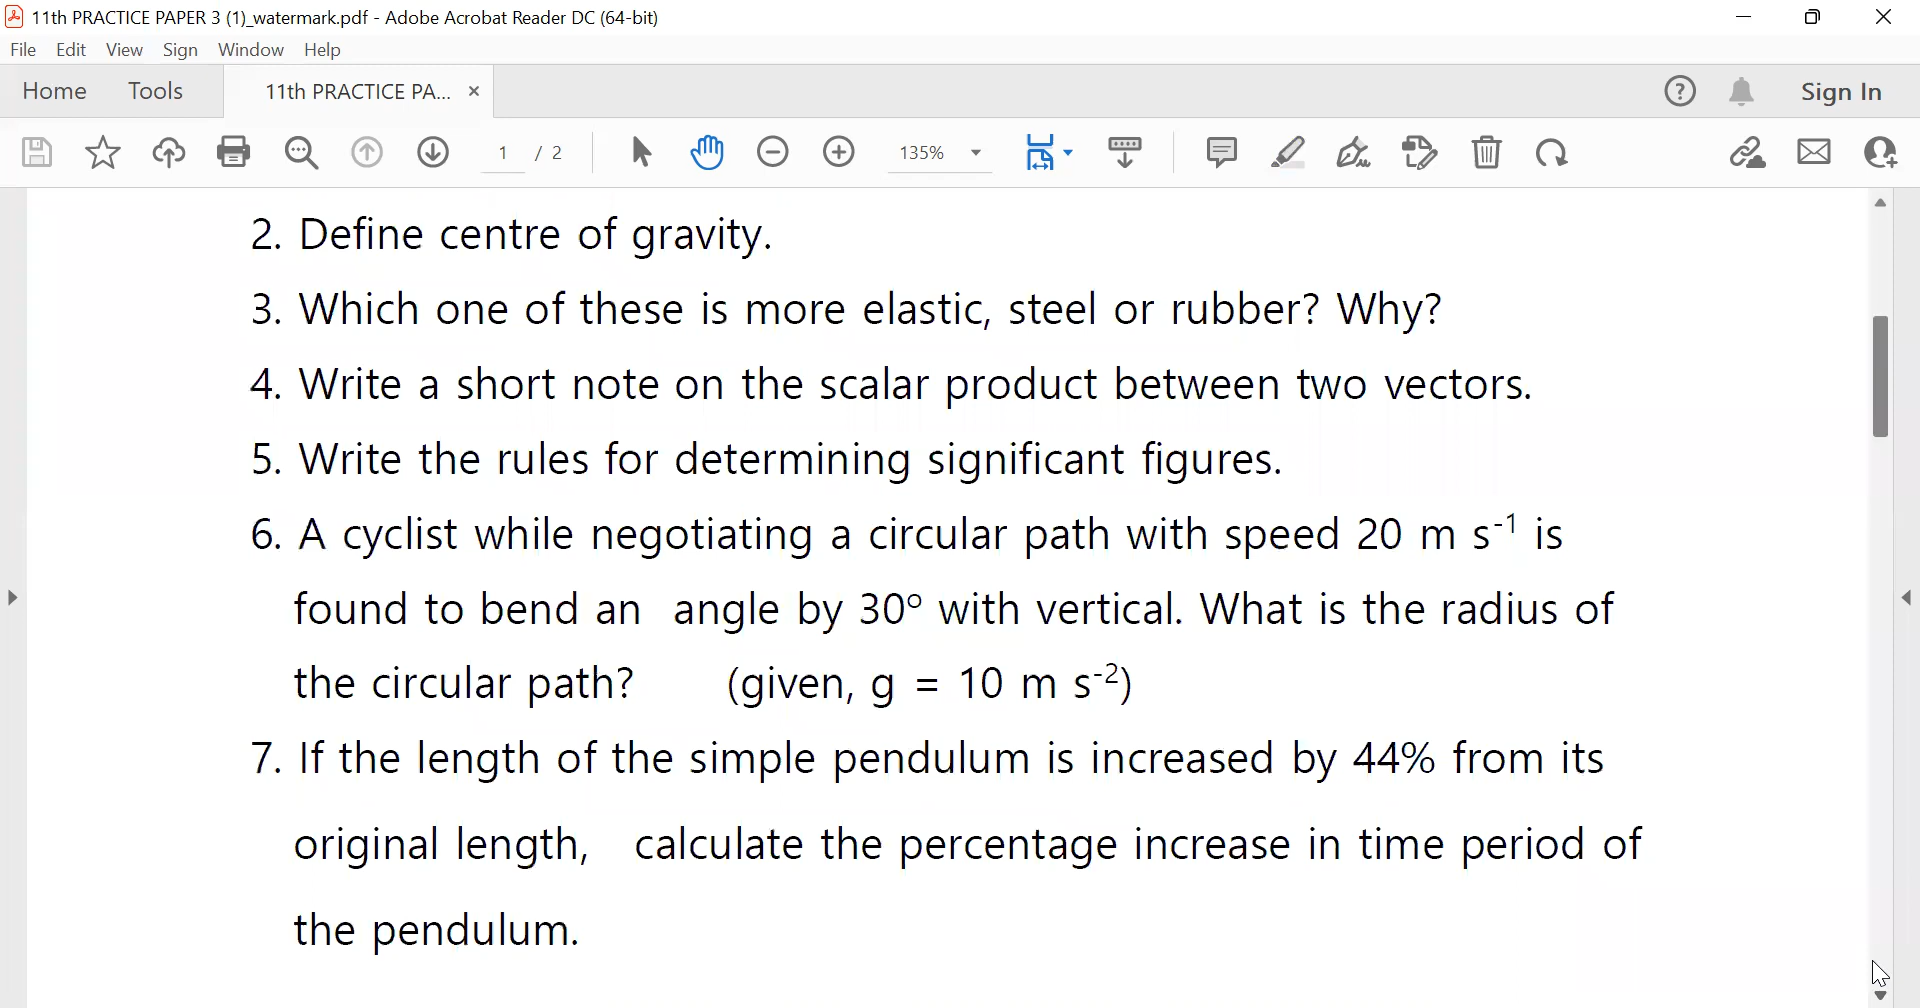 11th PRACTICE PAPER 3 (1)_watermark.pdf - Adobe Acrobat Reader DC (64-bit)
File Edit View Sign Window Help
Home Tools 11th PRACTICE PA... × Sign In
1 / 2 135%
2. Define centre of gravity.
3. Which one of these is more elastic, steel or rubber? Why?
4. Write a short note on the scalar product between two vectors.
5. Write the rules for determining significant figures.
6. A cyclist while negotiating a circular path with speed 20 m s⁻¹ is
found to bend an angle by 30° with vertical. What is the radius of
the circular path? (given, g = 10 m s⁻²)
7. If the length of the simple pendulum is increased by 44% from its
original length, calculate the percentage increase in time period of
the pendulum.